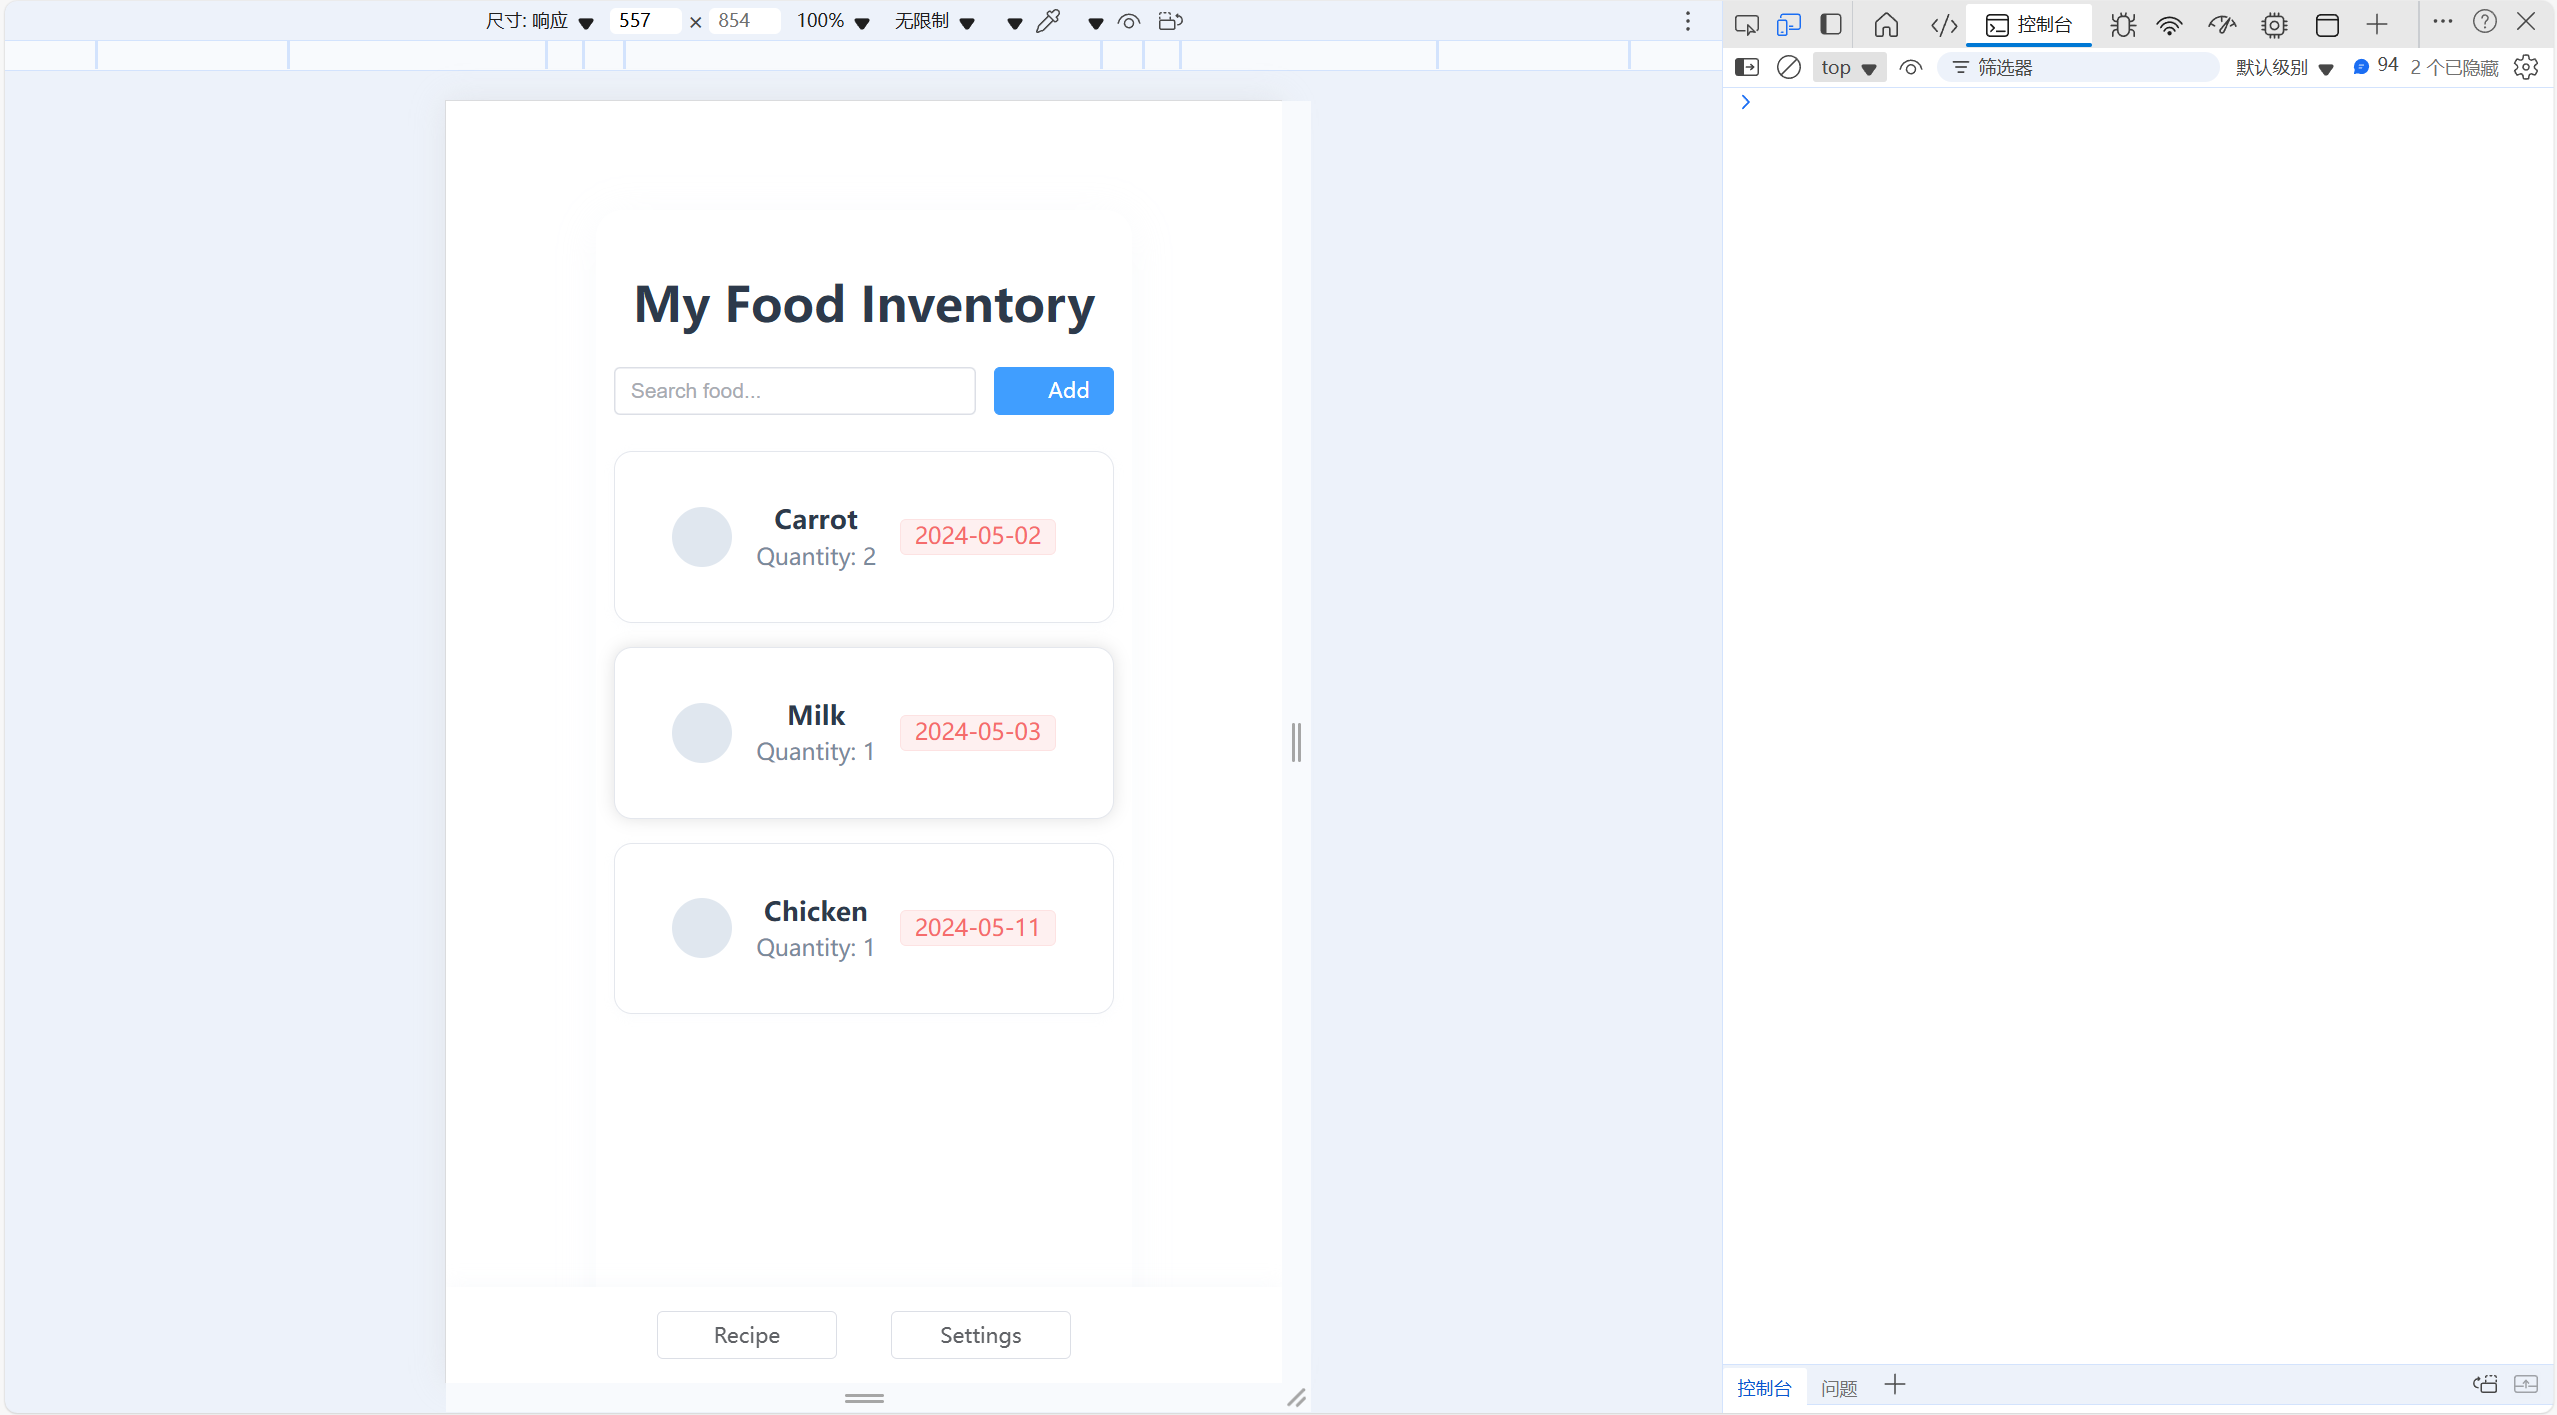 尺寸: 响应 557 × 854 100% 无限制
控制台
top 筛选器 默认级别 94 2 个已隐藏
My Food Inventory
Search food... Add
Carrot
Quantity: 2
2024-05-02
Milk
Quantity: 1
2024-05-03
Chicken
Quantity: 1
2024-05-11
Recipe Settings
控制台 问题